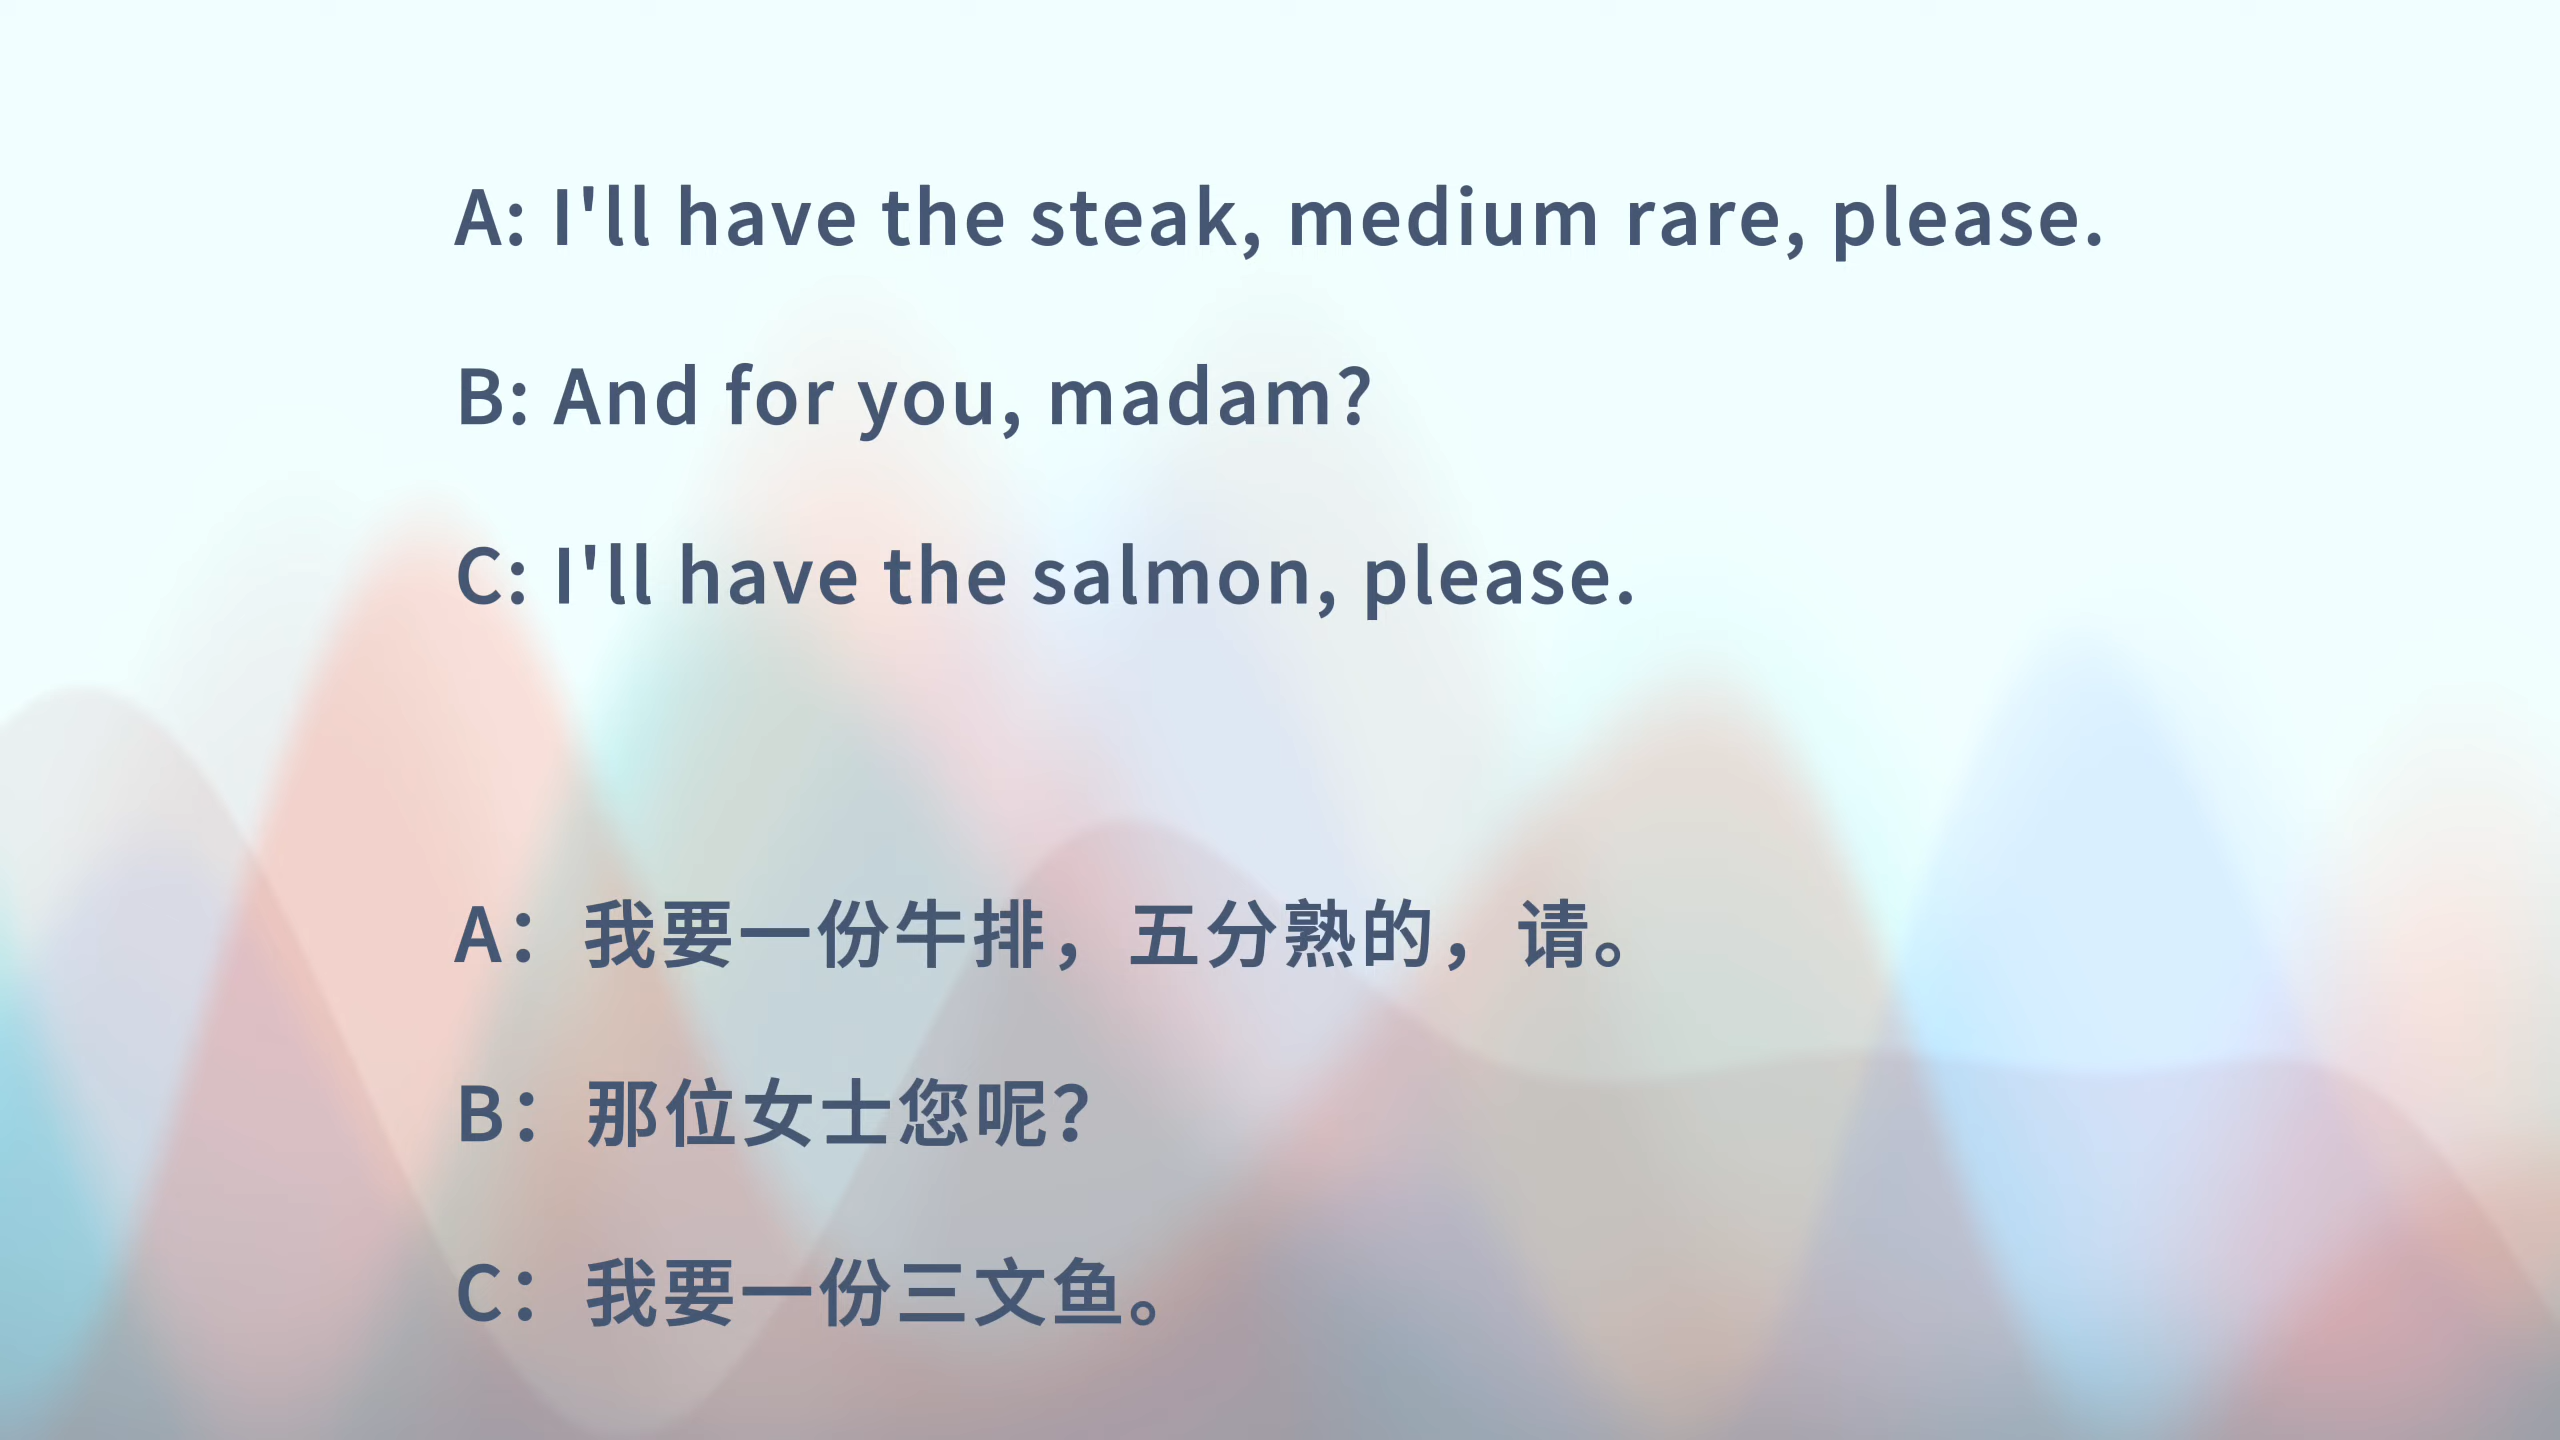 A: I'll have the steak, medium rare, please.
B: And for you, madam?
C: I'll have the salmon, please.
A：我要一份牛排，五分熟的，请。
B：那位女士您呢？
C：我要一份三文鱼。